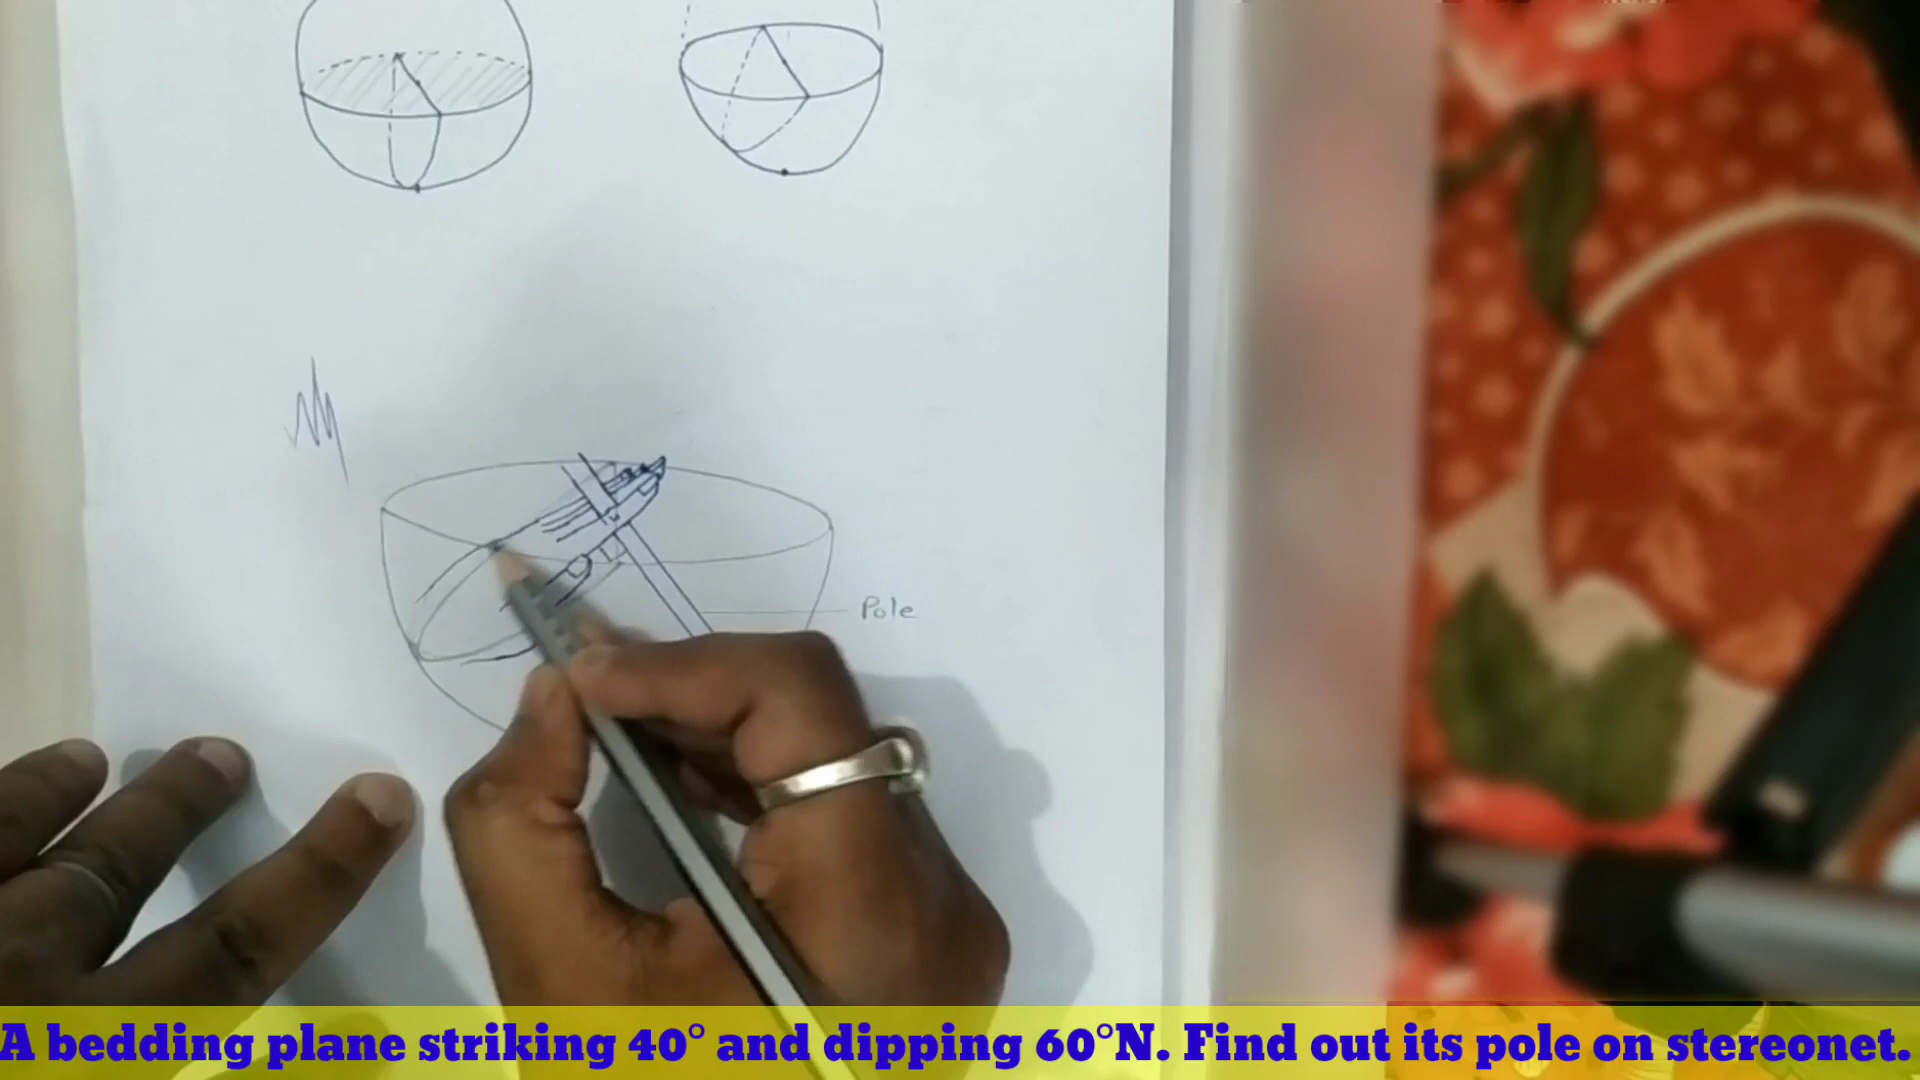 Pole
A bedding plane striking 40° and dipping 60°N. Find out its pole on stereonet.